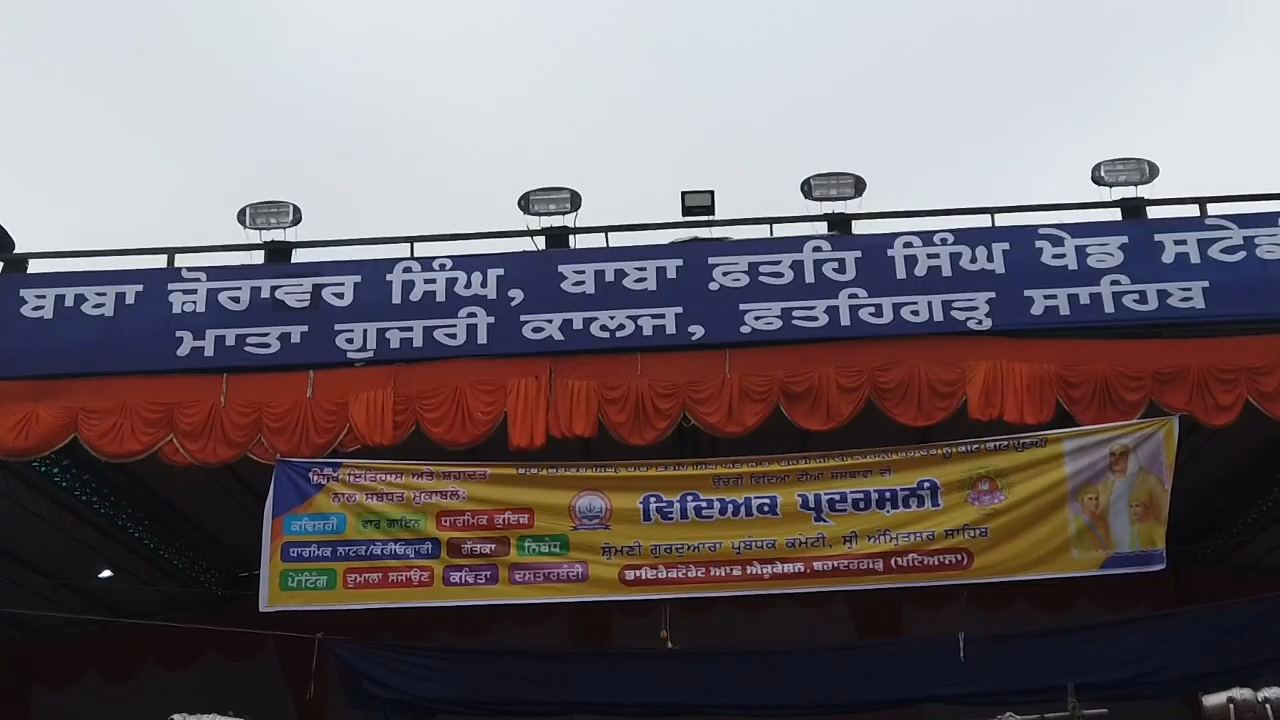 ਬਾਬਾ ਜ਼ੋਰਾਵਰ ਸਿੰਘ, ਬਾਬਾ ਫ਼ਤਹਿ ਸਿੰਘ ਖੇਡ ਸਟੇਡ
ਮਾਤਾ ਗੁਜਰੀ ਕਾਲਜ, ਫ਼ਤਹਿਗੜ੍ਹ ਸਾਹਿਬ
ਸਿੱਖ ਇਤਿਹਾਸ ਅਤੇ ਸ਼ਹਾਦਤ
ਨਾਲ ਸਬੰਧਤ ਮੁਕਾਬਲੇ:
ਕਵਿਸ਼ਰੀ ਵਾਰ ਗਾਇਨ ਧਾਰਮਿਕ ਕੁਇਜ਼
ਧਾਰਮਿਕ ਨਾਟਕ/ਕੋਰੀਓਗ੍ਰਾਫੀ ਗੱਤਕਾ ਨਿਬੰਧ
ਪੇਂਟਿੰਗ ਦੁਮਾਲਾ ਸਜਾਉਣ ਕਵਿਤਾ ਦਸਤਾਰਬੰਦੀ
ਉਚੇਰੀ ਵਿਦਿਆ ਦੀਆਂ ਸੰਸਥਾਵਾਂ ਦੀ
ਵਿਦਿਅਕ ਪ੍ਰਦਰਸ਼ਨੀ
ਸ਼੍ਰੋਮਣੀ ਗੁਰਦੁਆਰਾ ਪ੍ਰਬੰਧਕ ਕਮੇਟੀ, ਸ੍ਰੀ ਅੰਮ੍ਰਿਤਸਰ ਸਾਹਿਬ
ਡਾਇਰੈਕਟੋਰੇਟ ਆਫ ਐਜੂਕੇਸ਼ਨ, ਬਹਾਦਰਗੜ੍ਹ (ਪਟਿਆਲਾ)